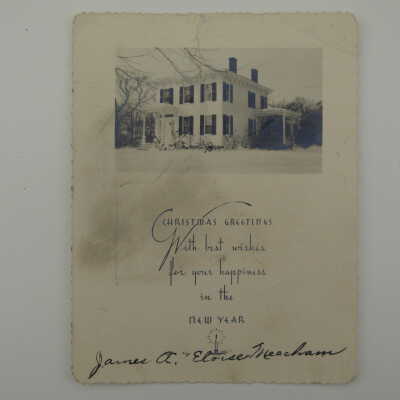 CHRISTMAS GREETINGS
With best wishes
for your happiness
in the
NEW YEAR
James A. "Eloise" Meacham